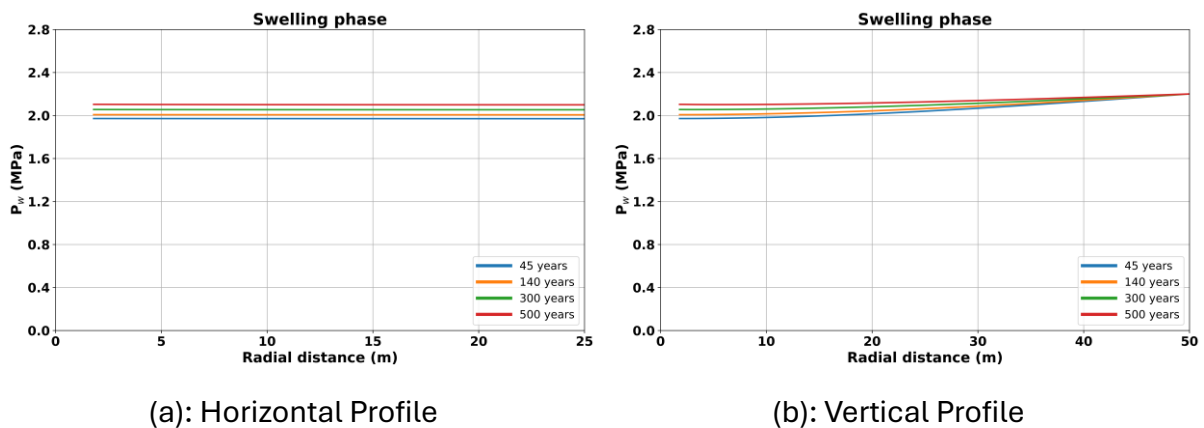 Swelling phase
2.8
2.4
2.0
1.6
1.2
0.8
0.4
0.0
P_w (MPa)
0 5 10 15 20 25
Radial distance (m)
45 years
140 years
300 years
500 years
(a): Horizontal Profile
Swelling phase
2.8
2.4
2.0
1.6
1.2
0.8
0.4
0.0
P_w (MPa)
0 10 20 30 40 50
Radial distance (m)
45 years
140 years
300 years
500 years
(b): Vertical Profile